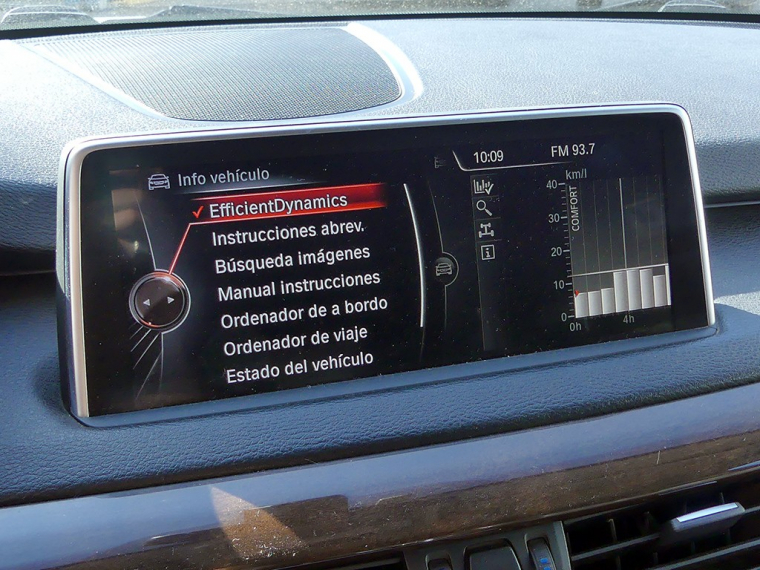 Info vehículo
10:09 FM 93.7
EfficientDynamics
Instrucciones abrev.
Búsqueda imágenes
Manual instrucciones
Ordenador de a bordo
Ordenador de viaje
Estado del vehículo
km/l
40
30
20
10
0
COMFORT
0h 4h